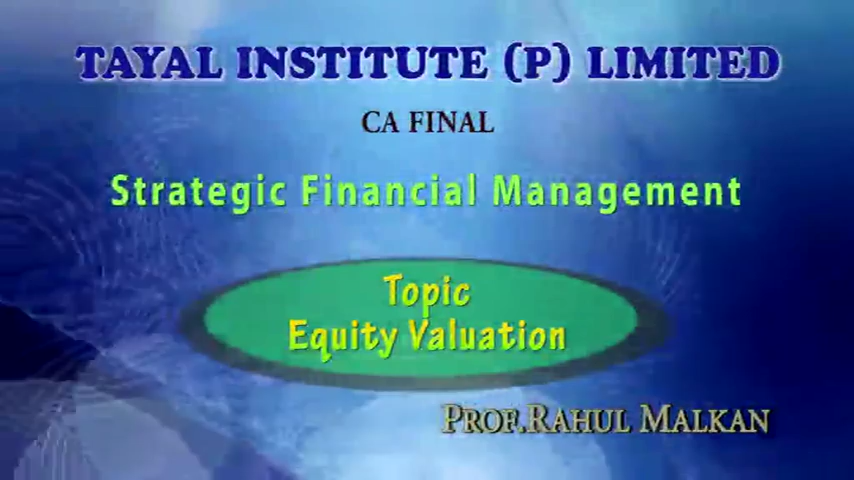 TAYAL INSTITUTE (P) LIMITED
CA FINAL
Strategic Financial Management
Topic
Equity Valuation
PROF.RAHUL MALKAN